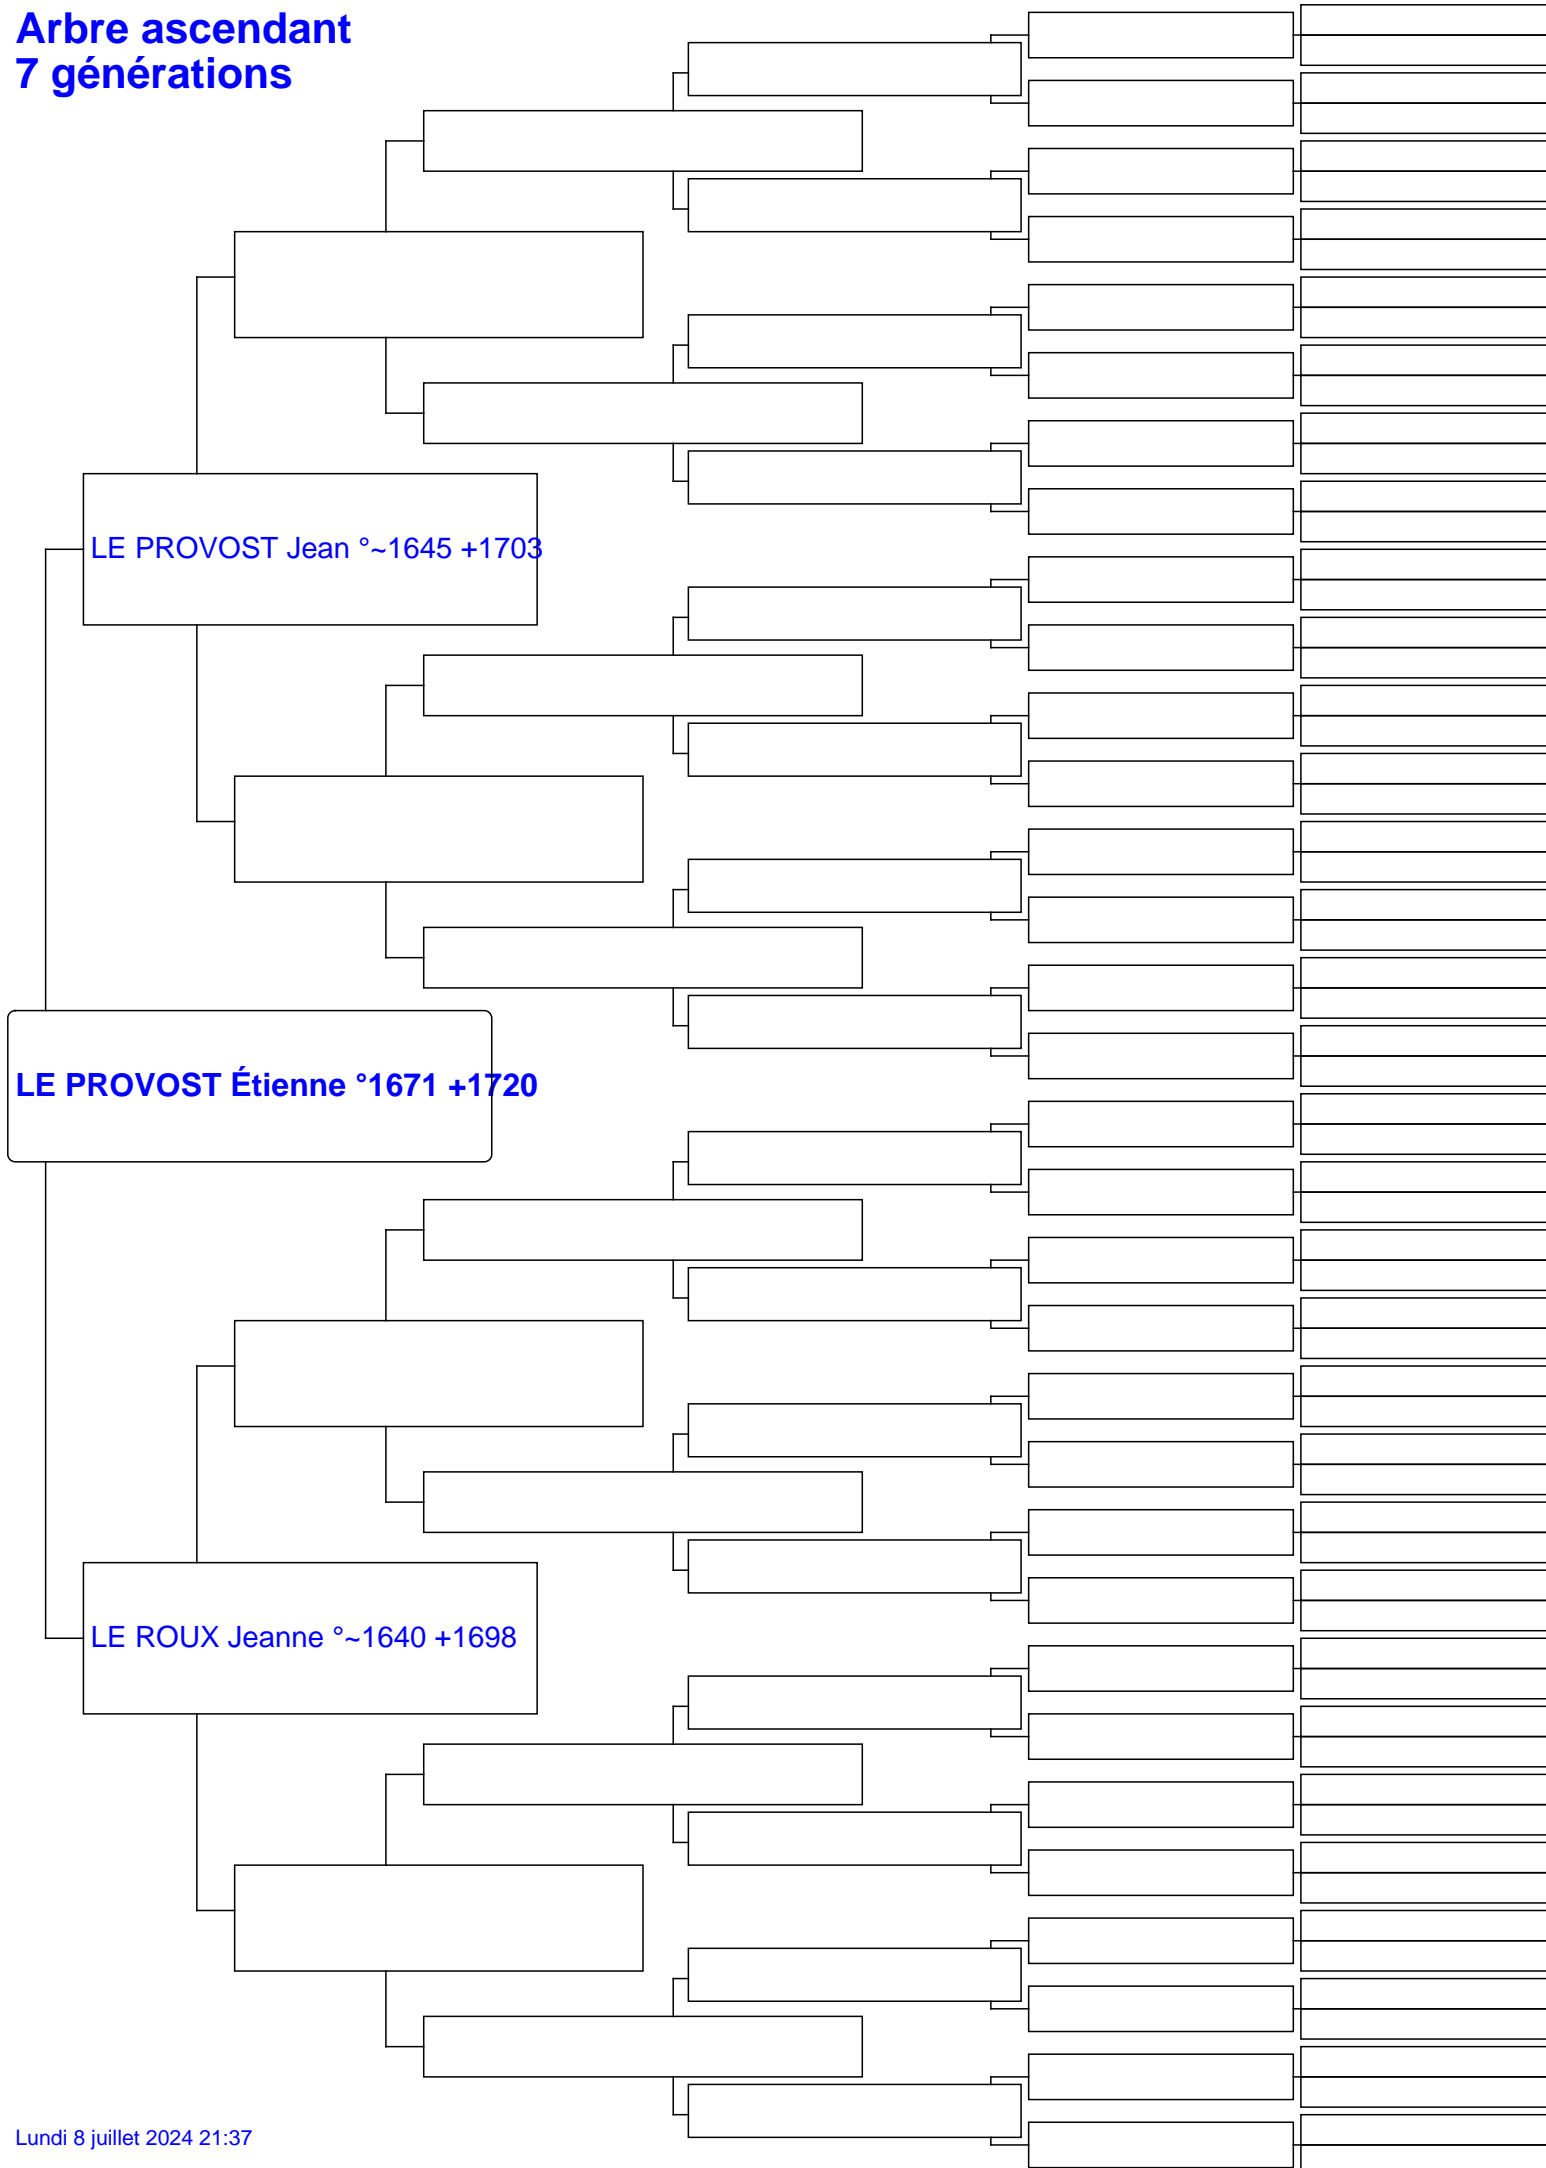 Arbre ascendant
7 générations
LE PROVOST Jean °~1645 +1703
LE PROVOST Étienne °1671 +1720
LE ROUX Jeanne °~1640 +1698
Lundi 8 juillet 2024 21:37